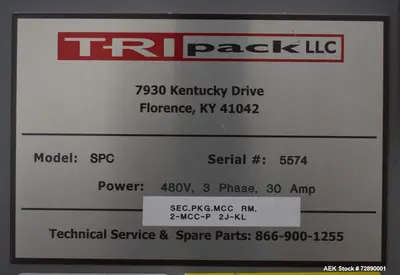 TRIpack LLC
7930 Kentucky Drive
Florence, KY 41042
Model: SPC Serial #: 5574
Power: 480V, 3 Phase, 30 Amp
SEC.PKG.MCC RM.
2-MCC-P 2J-KL
Technical Service & Spare Parts: 866-900-1255
AEK Stock # 72890001